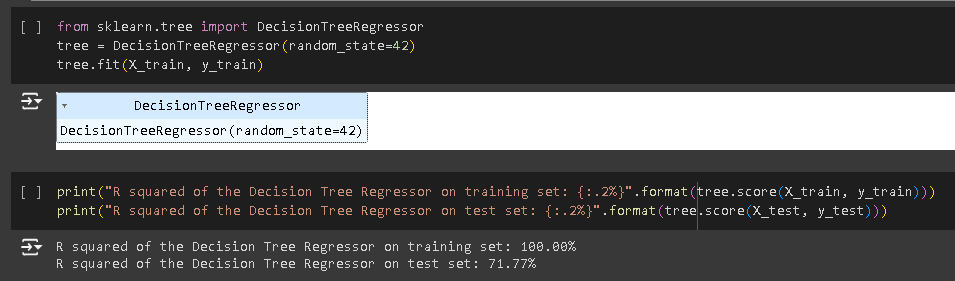 [ ] from sklearn.tree import DecisionTreeRegressor
tree = DecisionTreeRegressor(random_state=42)
tree.fit(X_train, y_train)
DecisionTreeRegressor
DecisionTreeRegressor(random_state=42)
[ ] print("R squared of the Decision Tree Regressor on training set: {:.2%}".format(tree.score(X_train, y_train)))
print("R squared of the Decision Tree Regressor on test set: {:.2%}".format(tree.score(X_test, y_test)))
R squared of the Decision Tree Regressor on training set: 100.00%
R squared of the Decision Tree Regressor on test set: 71.77%